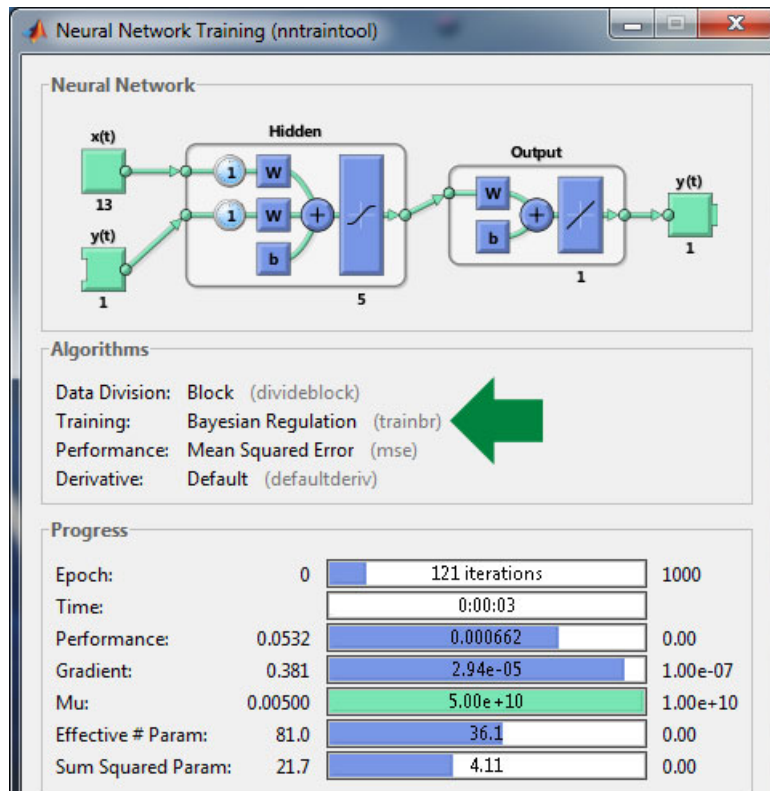 Neural Network Training (nntraintool)
Neural Network
x(t)
13
y(t)
1
Hidden
1 W
1 W
+
b
5
Output
W
+
b
1
y(t)
1
Algorithms
Data Division: Block (divideblock)
Training: Bayesian Regulation (trainbr)
Performance: Mean Squared Error (mse)
Derivative: Default (defaultderiv)
Progress
Epoch: 0 121 iterations 1000
Time: 0:00:03
Performance: 0.0532 0.000662 0.00
Gradient: 0.381 2.94e-05 1.00e-07
Mu: 0.00500 5.00e+10 1.00e+10
Effective # Param: 81.0 36.1 0.00
Sum Squared Param: 21.7 4.11 0.00